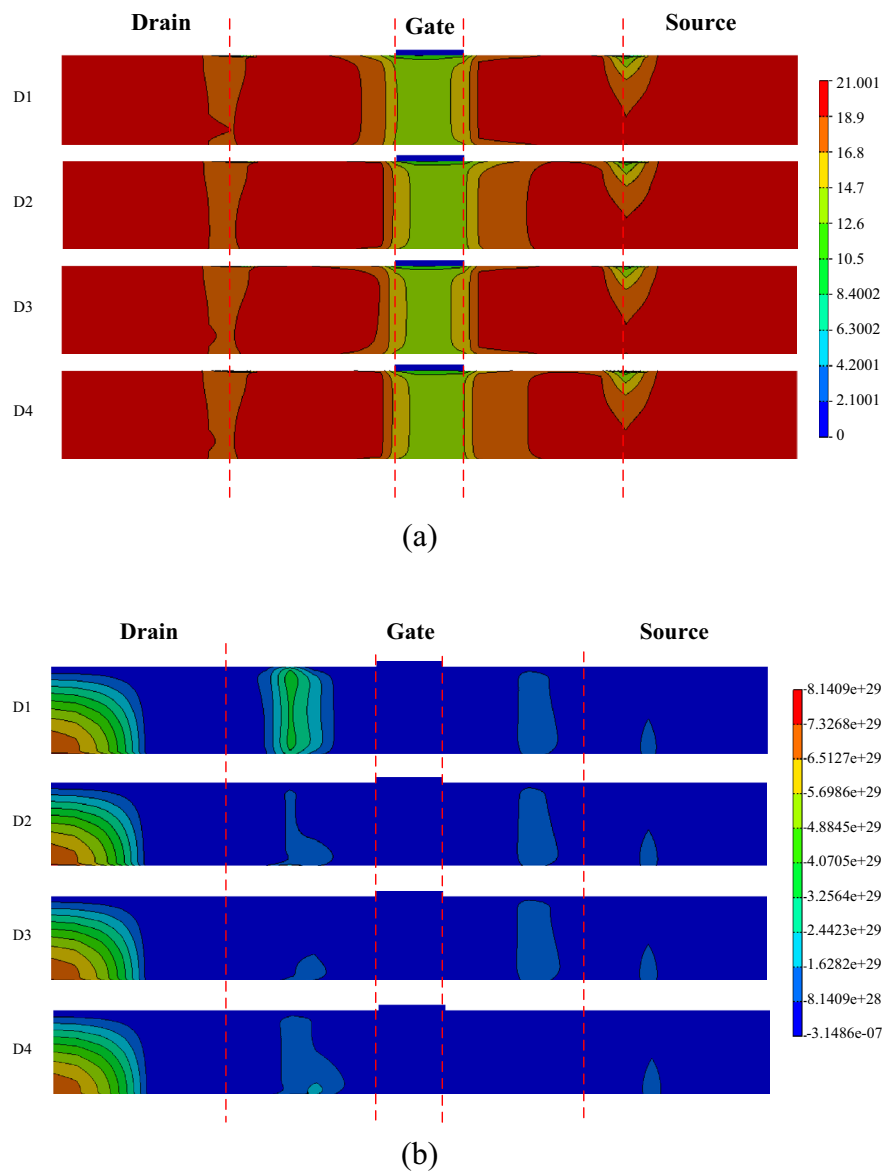 Drain
Gate
Source
D1
D2
D3
D4
21.001
18.9
16.8
14.7
12.6
10.5
8.4002
6.3002
4.2001
2.1001
0
(a)
Drain
Gate
Source
D1
D2
D3
D4
8.1409e+29
7.3268e+29
6.5127e+29
5.6986e+29
4.8845e+29
4.0705e+29
3.2564e+29
2.4423e+29
1.6282e+29
8.1409e+28
-3.1486e-07
(b)